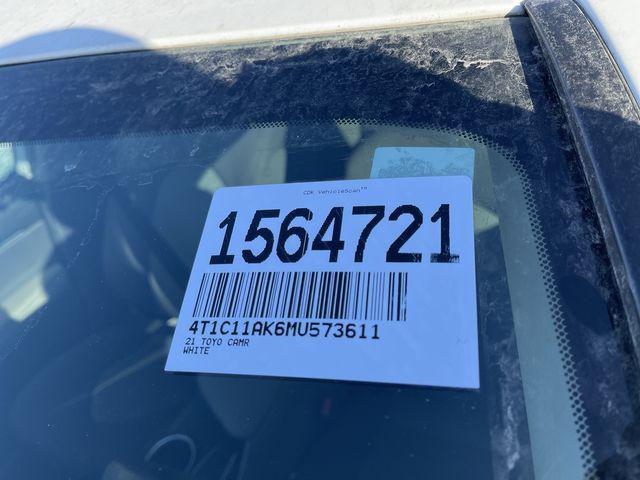 CDK VehicleScan™
1564721
4T1C11AK6MU573611
21 TOYO CAMR
WHITE